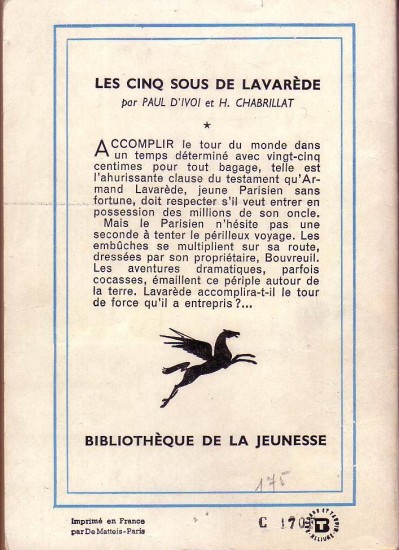 LES CINQ SOUS DE LAVARÈDE
par PAUL D'IVOI et H. CHABRILLAT
*
ACCOMPLIR le tour du monde dans
un temps déterminé avec vingt-cinq
centimes pour tout bagage, telle est
l'ahurissante clause du testament qu'Ar-
mand Lavarède, jeune Parisien sans
fortune, doit respecter s'il veut entrer en
possession des millions de son oncle.
Mais le Parisien n'hésite pas une
seconde à tenter le périlleux voyage. Les
embûches se multiplient sur sa route,
dressées par son propriétaire, Bouvreuil.
Les aventures dramatiques, parfois
cocasses, émaillent ce périple autour de
la terre. Lavarède accomplira-t-il le tour
de force qu'il a entrepris ?...
BIBLIOTHÈQUE DE LA JEUNESSE
175
Imprimé en France
par De Matteis-Paris
C 170
ET TARDY
RELIURE